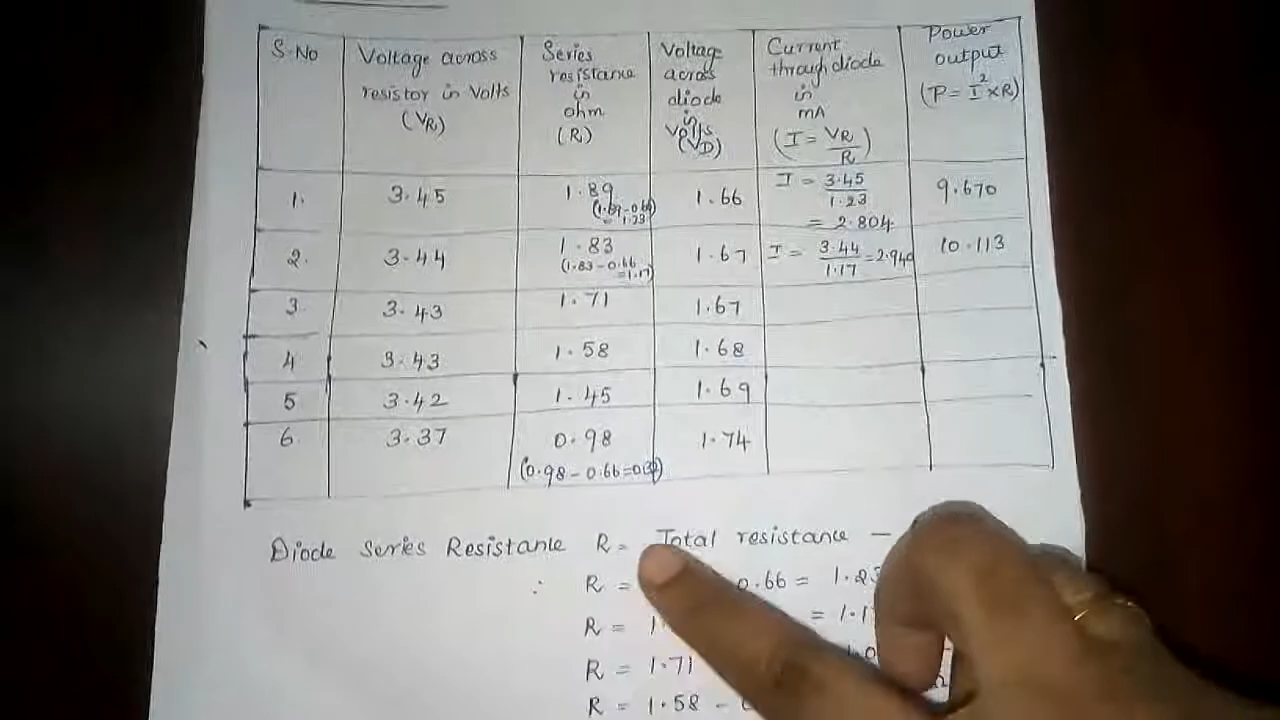 S.No
Voltage across
resistor in Volts
(VR)
Series
resistance
in
ohm
(R)
Voltage
across
diode
in
Volts
(VD)
Current
through diode
in
mA
(I = VR/R)
Power
output
(P = I²×R)
1.
3.45
1.89
(1.89-0.66
= 1.23
1.66
I = 3.45/1.23
= 2.804
9.670
2.
3.44
1.83
(1.83-0.66
=1.17)
1.67
I = 3.44/1.17 = 2.940
10.113
3.
3.43
1.71
1.67
4
3.43
1.58
1.68
5
3.42
1.45
1.69
6
3.37
0.98
(0.98-0.66=0.32)
1.74
Diode Series Resistance R = Total resistance -
∴ R = 0.66 = 1.23
R = = 1.1
R = 1.71
R = 1.58 -